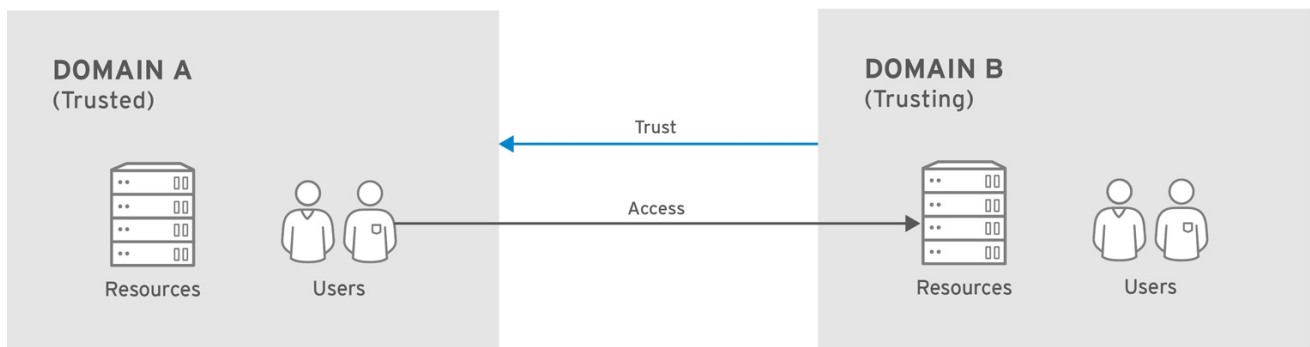 DOMAIN A
(Trusted)
Resources
Users
Trust
Access
DOMAIN B
(Trusting)
Resources
Users